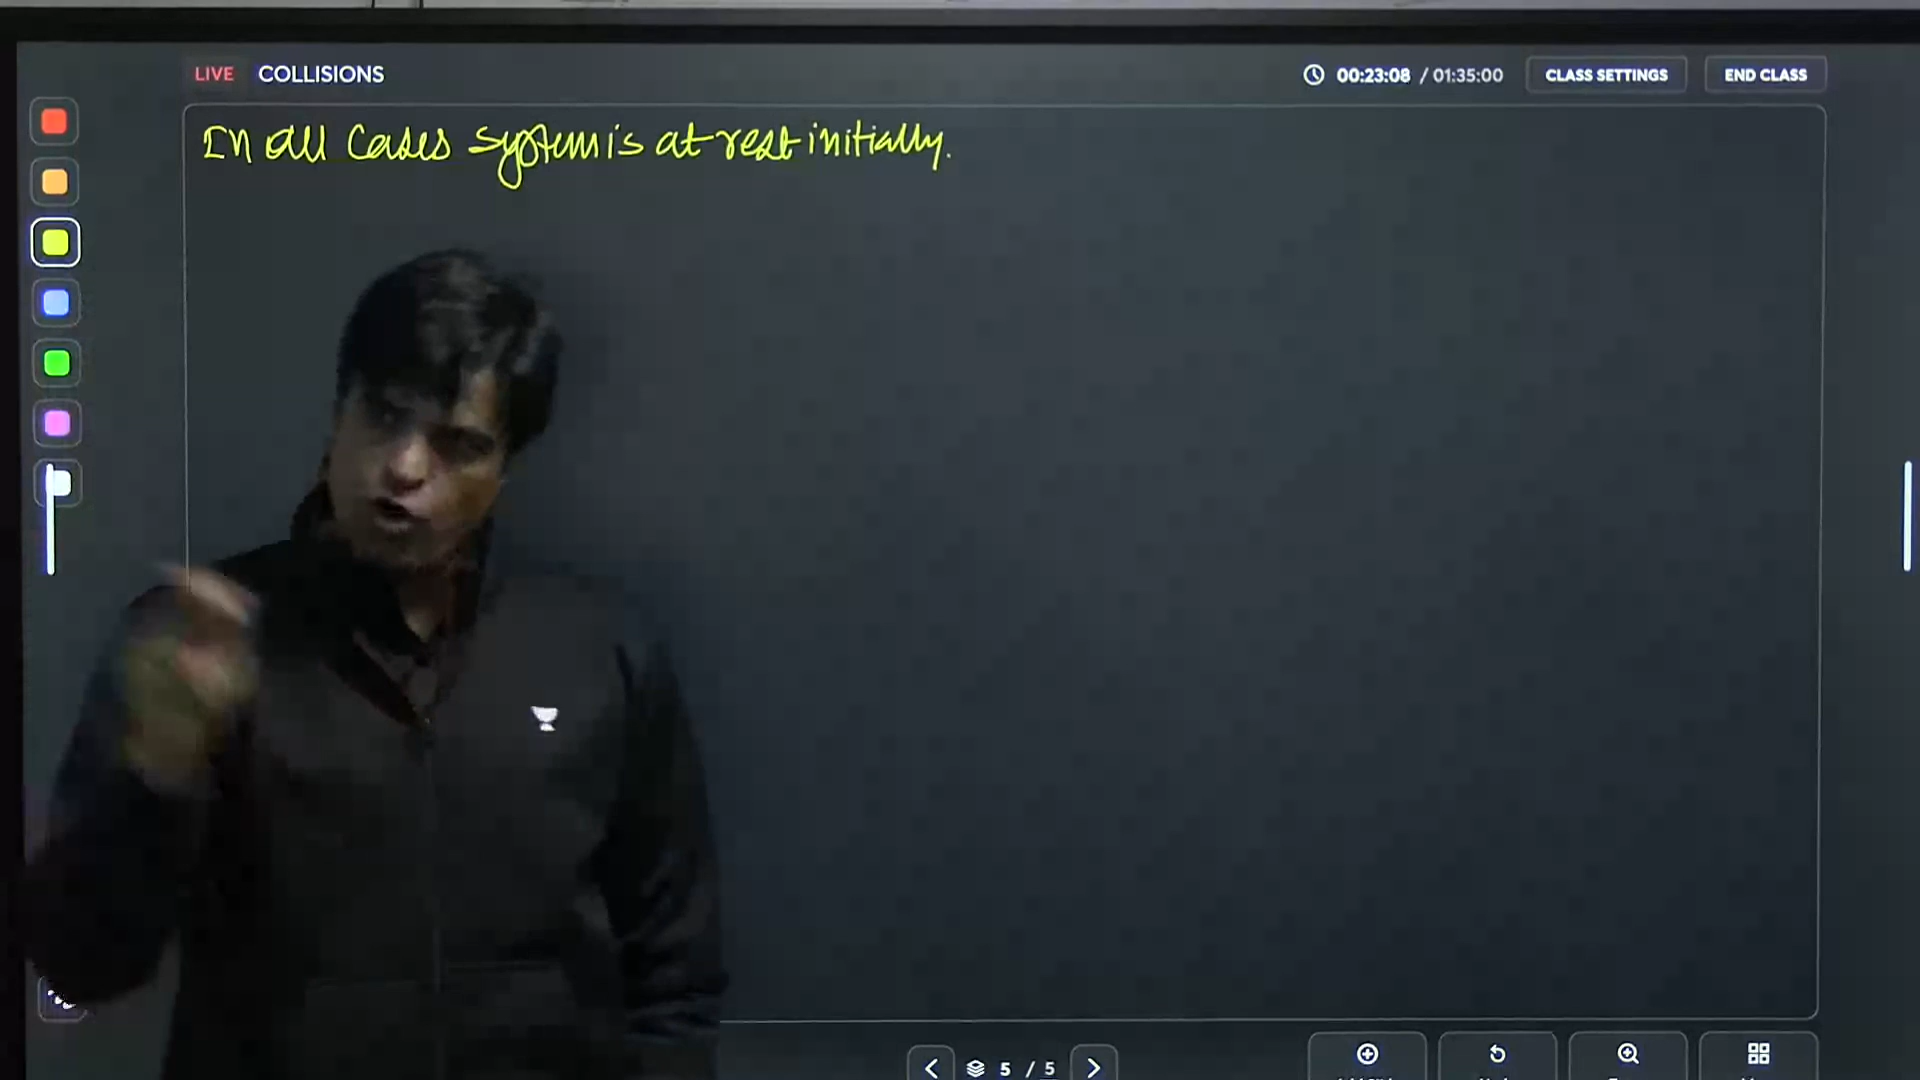 LIVE COLLISIONS 00:23:08 / 01:35:00 CLASS SETTINGS END CLASS
In all Cases system is at rest initially.
5 / 5